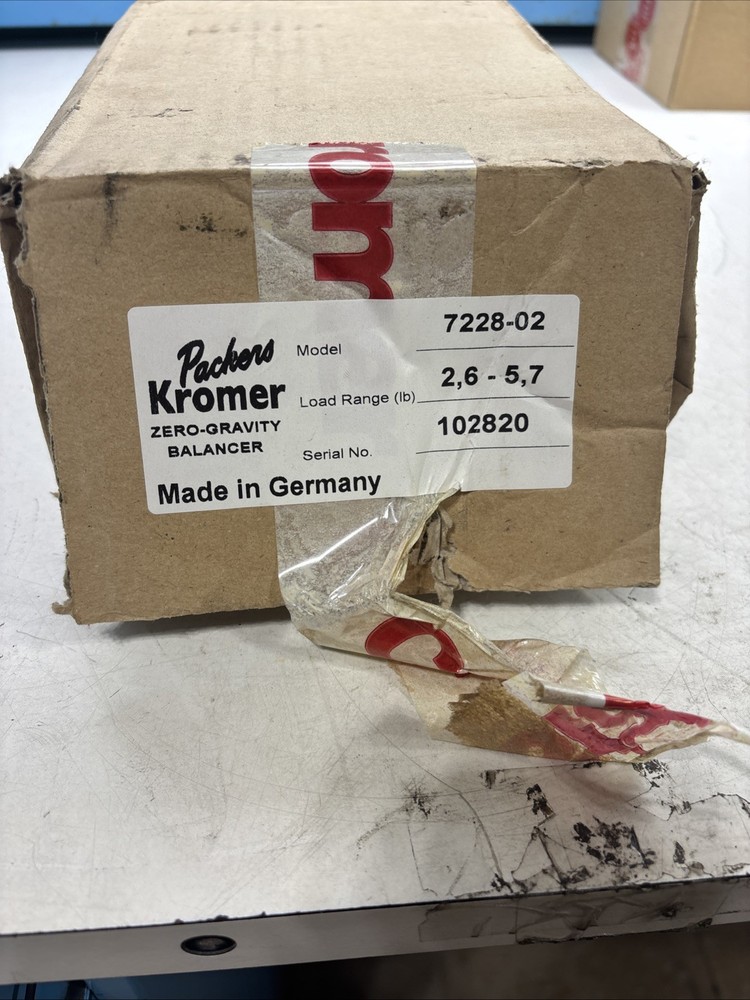 rom
Packers
Kromer
ZERO-GRAVITY
BALANCER
Model 7228-02
Load Range (lb) 2,6 - 5,7
Serial No. 102820
Made in Germany